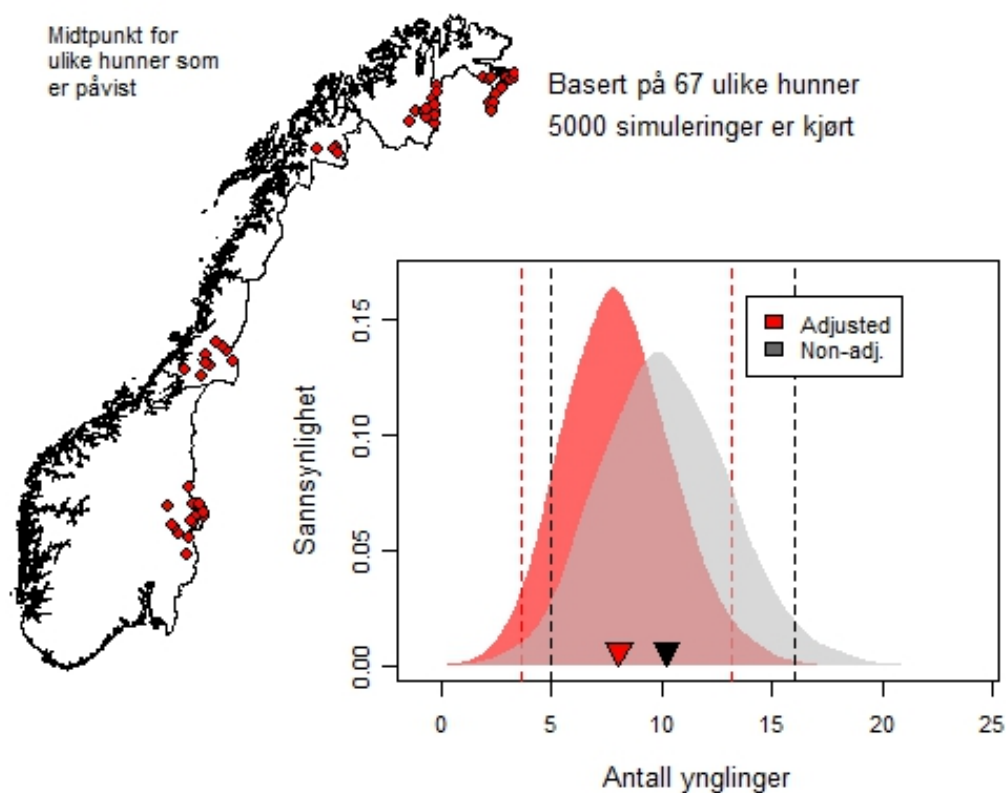 Midtpunkt for
ulike hunner som
er påvist
Basert på 67 ulike hunner
5000 simuleringer er kjørt
Adjusted
Non-adj.
Sannsynlighet
0.15
0.10
0.05
0.00
0 5 10 15 20 25
Antall ynglinger